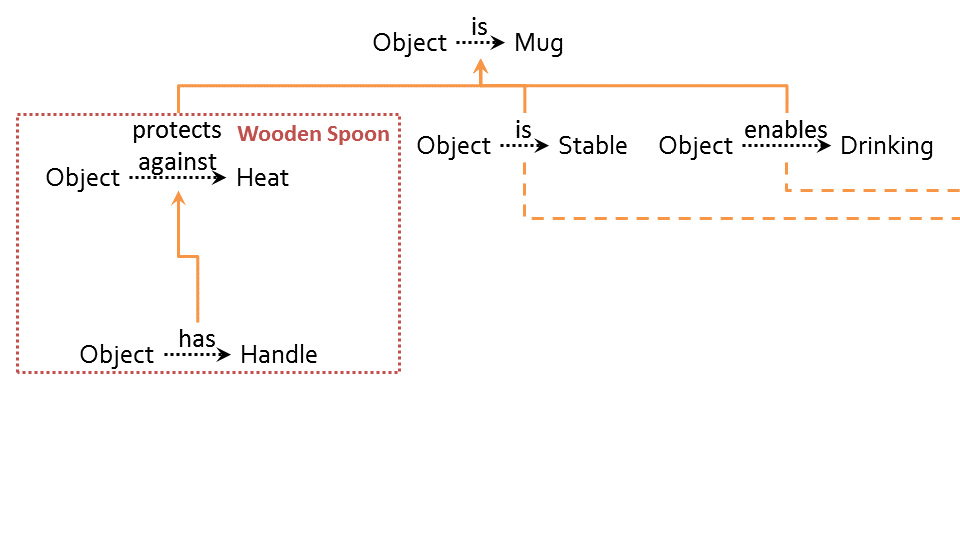 is
Object Mug
protects Wooden Spoon
against
Object Heat
is
Object Stable
enables
Object Drinking
has
Object Handle